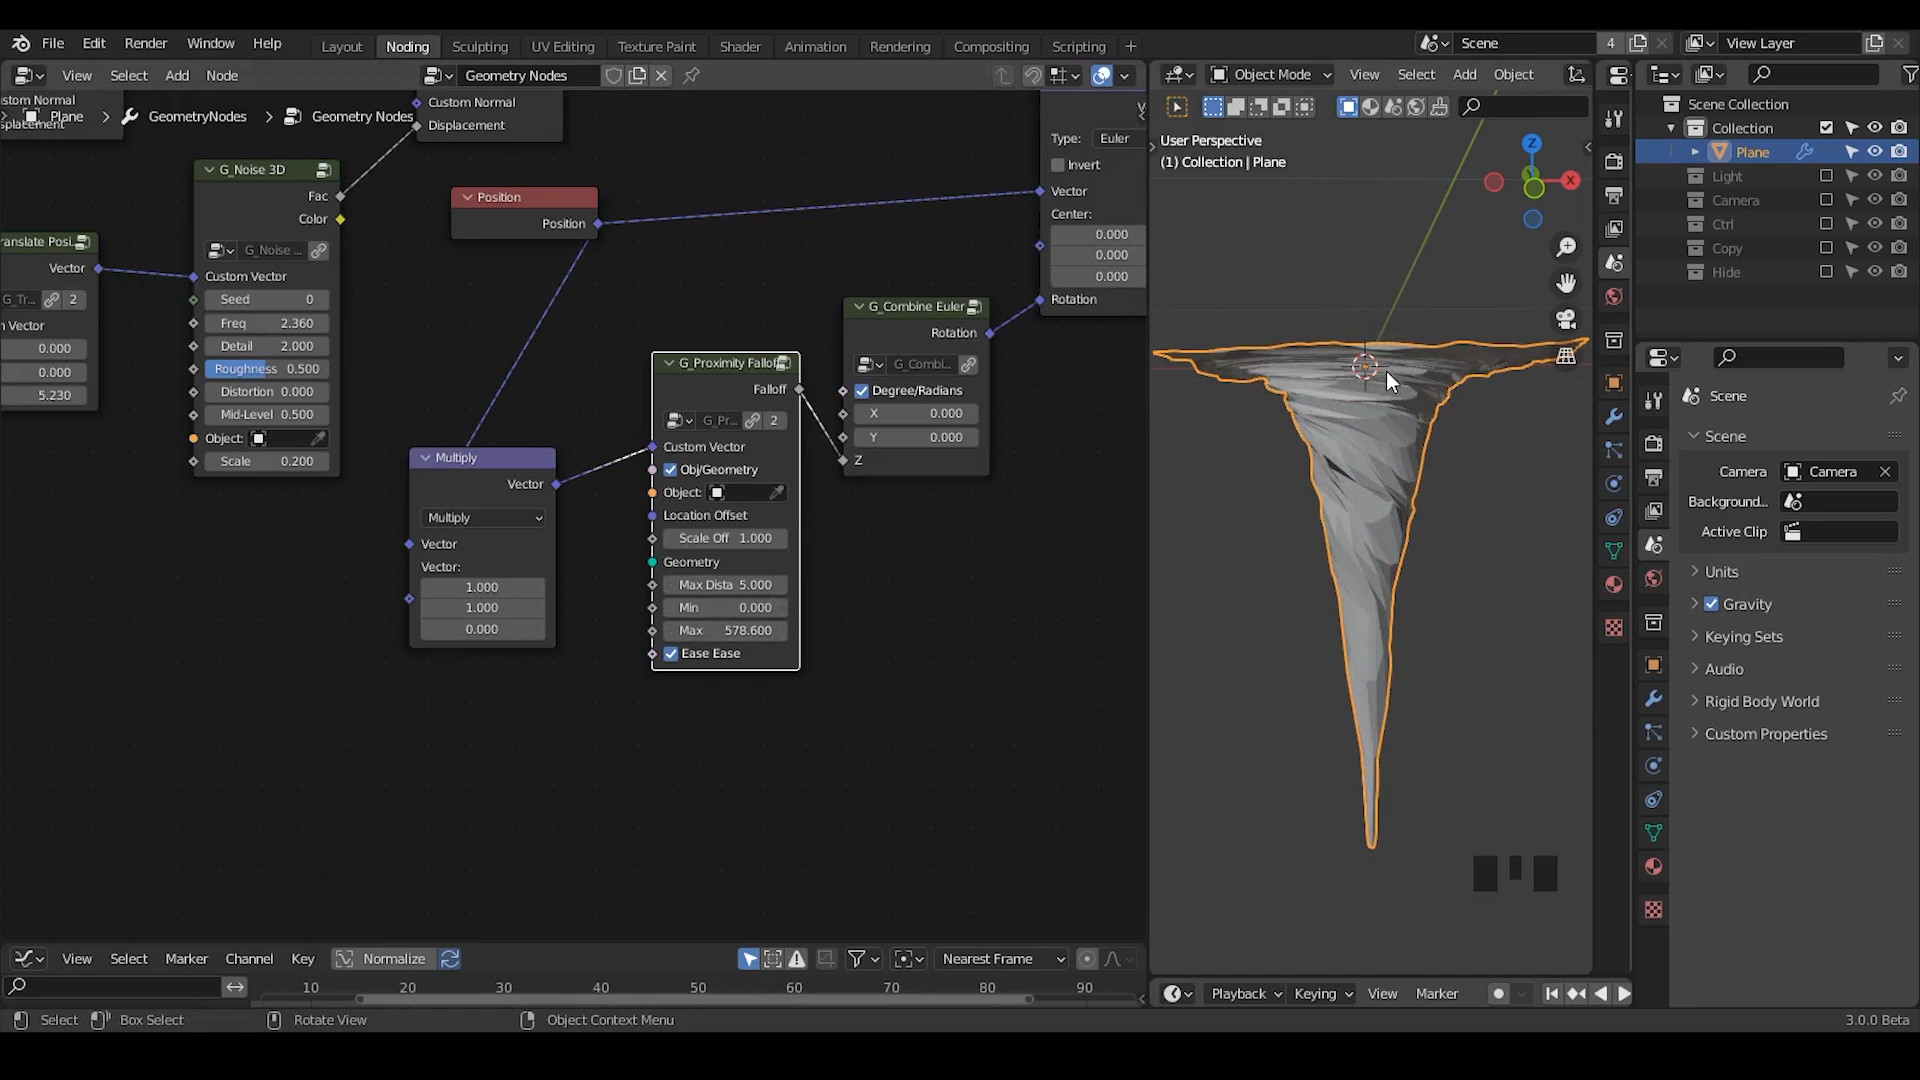 File Edit Render Window Help
Layout Noding Sculpting UV Editing Texture Paint Shader Animation Rendering Compositing Scripting +
Scene 4 View Layer
View Select Add Node
Geometry Nodes
Object Mode View Select Add Object
Plane > GeometryNodes > Geometry Nodes
stom Normal
splacement
Custom Normal
Displacement
G_Noise 3D
Fac
Color
G_Noise ...
Custom Vector
Seed 0
Freq 2.360
Detail 2.000
Roughness 0.500
Distortion 0.000
Mid-Level 0.500
Object:
Scale 0.200
ranslate Posi...
Vector
G_Tr... 2
n Vector
0.000
0.000
5.230
Position
Position
Multiply
Vector
Multiply
Vector
Vector:
1.000
1.000
0.000
G_Proximity Fallof
Falloff
G_Pr... 2
Custom Vector
Obj/Geometry
Object:
Location Offset
Scale Off 1.000
Geometry
Max Dista 5.000
Min 0.000
Max 578.600
Ease Ease
G_Combine Euler
Rotation
G_Combi...
Degree/Radians
X 0.000
Y 0.000
Z
Type: Euler
Invert
Vector
Center:
0.000
0.000
0.000
Rotation
User Perspective
(1) Collection | Plane
Z
X
Scene Collection
Collection
Plane
Light
Camera
Ctrl
Copy
Hide
Scene
Scene
Camera Camera
Background...
Active Clip
Units
Gravity
Keying Sets
Audio
Rigid Body World
Custom Properties
View Select Marker Channel Key Normalize Nearest Frame
10 20 30 40 50 60 70 80 90
Playback Keying View Marker
Select Box Select Rotate View Object Context Menu 3.0.0 Beta